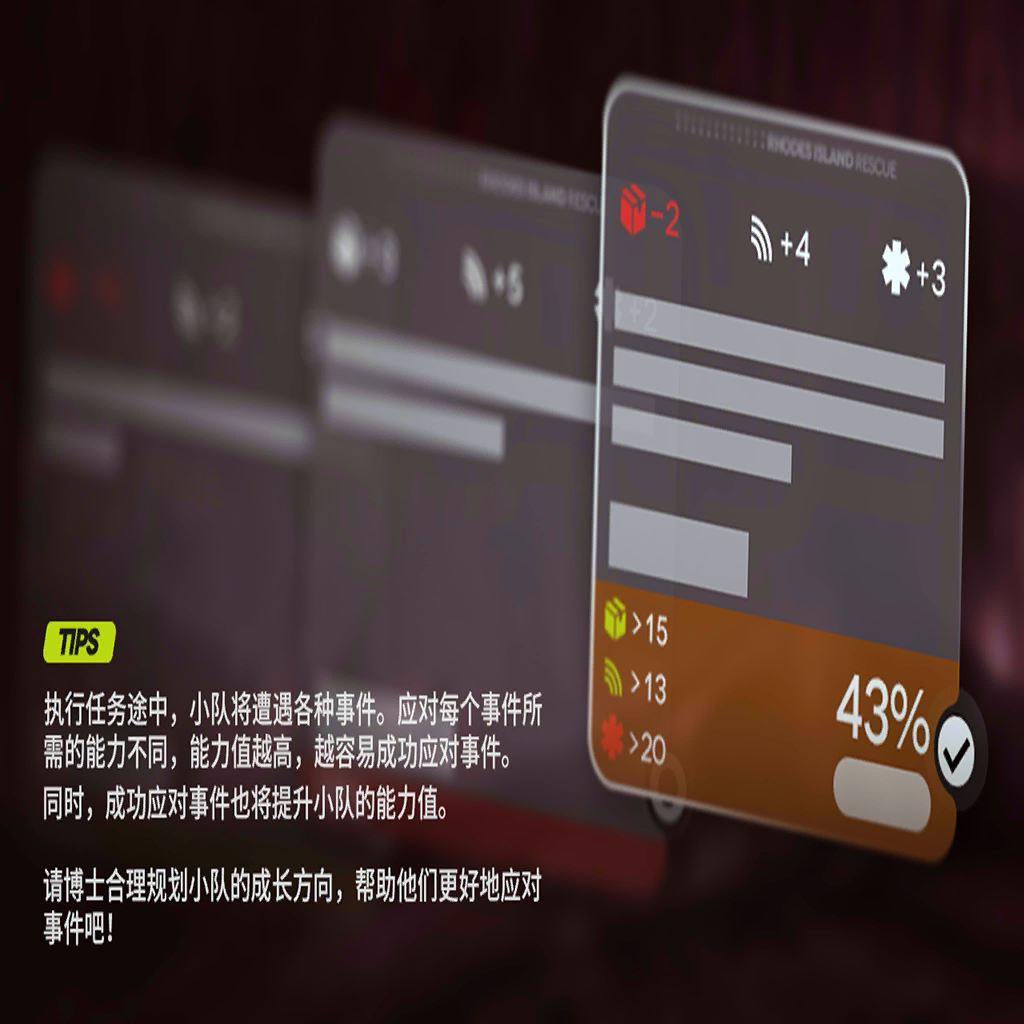 RHODES ISLAND RESCUE
-2
+4
+3
RHODES ISLAND RESCU
+5
+2
>15
>13
>20
43%
TIPS
执行任务途中，小队将遭遇各种事件。应对每个事件所
需的能力不同，能力值越高，越容易成功应对事件。
同时，成功应对事件也将提升小队的能力值。
请博士合理规划小队的成长方向，帮助他们更好地应对
事件吧！